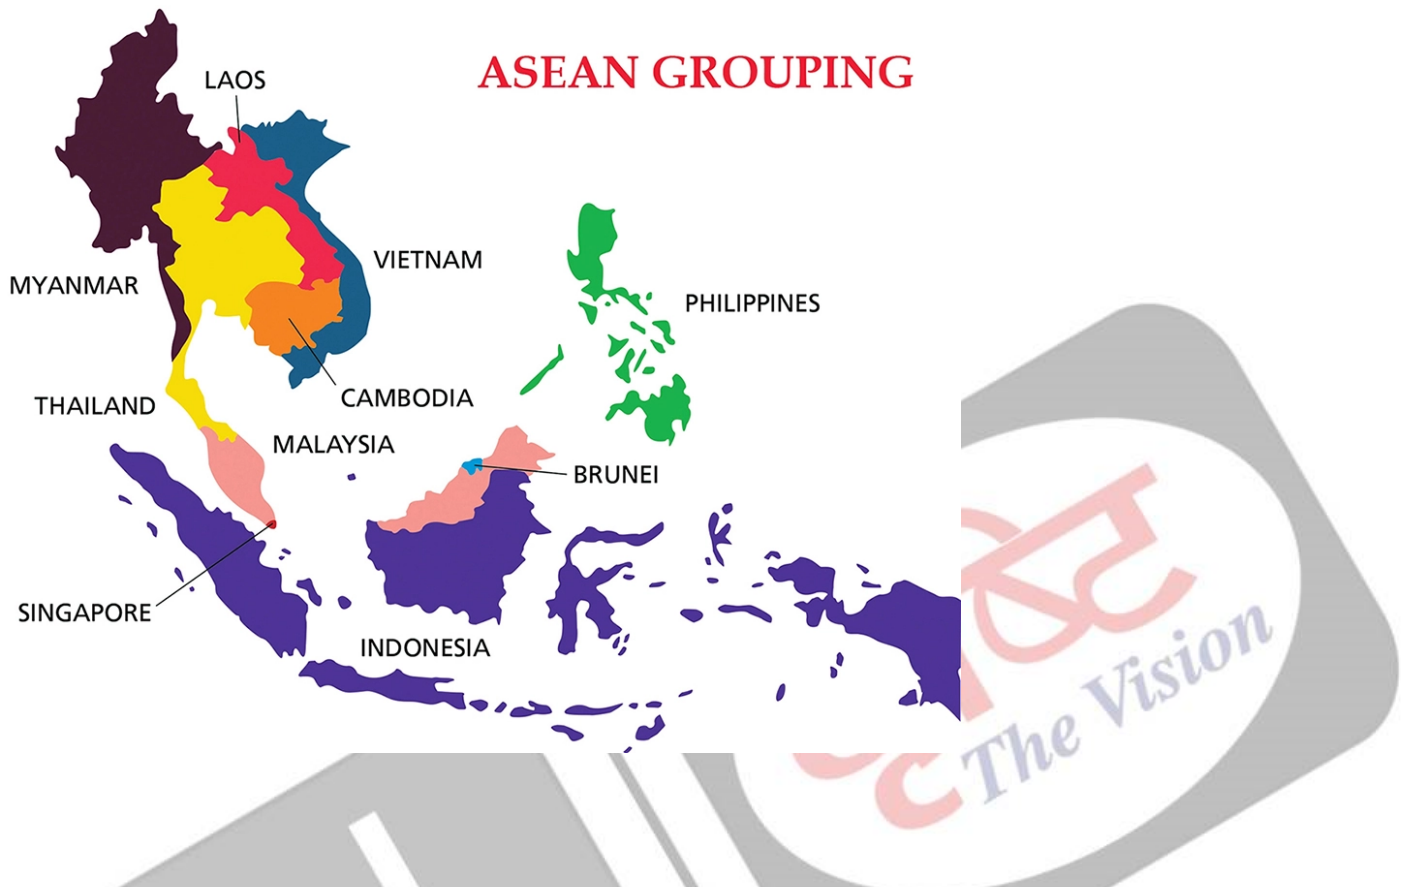 ASEAN GROUPING
LAOS
VIETNAM
MYANMAR
PHILIPPINES
CAMBODIA
THAILAND
MALAYSIA
BRUNEI
SINGAPORE
INDONESIA
The Vision